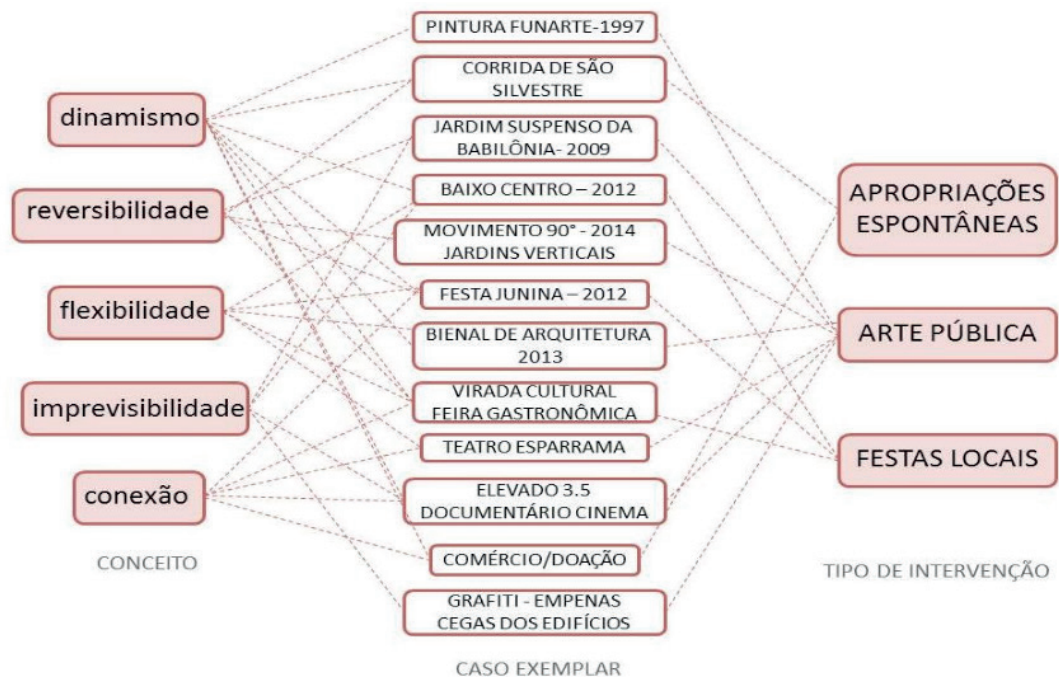 dinamismo
reversibilidade
flexibilidade
imprevisibilidade
conexão
CONCEITO
PINTURA FUNARTE-1997
CORRIDA DE SÃO
SILVESTRE
JARDIM SUSPENSO DA
BABILÔNIA- 2009
BAIXO CENTRO – 2012
MOVIMENTO 90° - 2014
JARDINS VERTICAIS
FESTA JUNINA – 2012
BIENAL DE ARQUITETURA
2013
VIRADA CULTURAL
FEIRA GASTRONÔMICA
TEATRO ESPARRAMA
ELEVADO 3.5
DOCUMENTÁRIO CINEMA
COMÉRCIO/DOAÇÃO
GRAFITI - EMPENAS
CEGAS DOS EDIFÍCIOS
CASO EXEMPLAR
APROPRIAÇÕES
ESPONTÂNEAS
ARTE PÚBLICA
FESTAS LOCAIS
TIPO DE INTERVENÇÃO